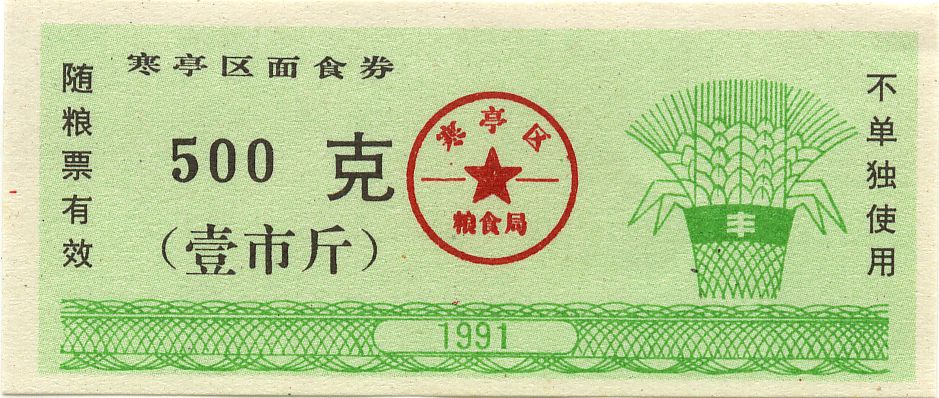 寒亭区面食券
随粮票有效
500 克
（壹市斤）
寒亭区
粮食局
丰
不单独使用
1991